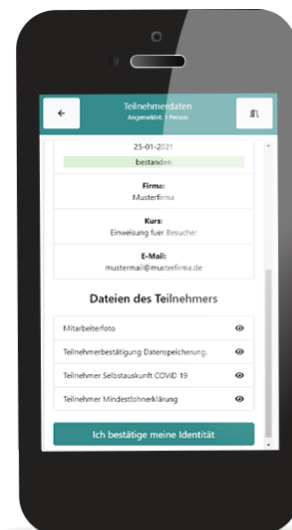 Teilnehmerdaten
Angemeldet: 1 Person
25-01-2021
bestanden
Firma:
Musterfirma
Kurs:
Einweisung fuer Besucher
E-Mail:
mustermail@musterfirma.de
Dateien des Teilnehmers
Mitarbeiterfoto
Teilnehmerbestätigung Datenspeicherung.
Teilnehmer Selbstauskunft COVID 19
Teilnehmer Mindestlohnerklärung
Ich bestätige meine Identität